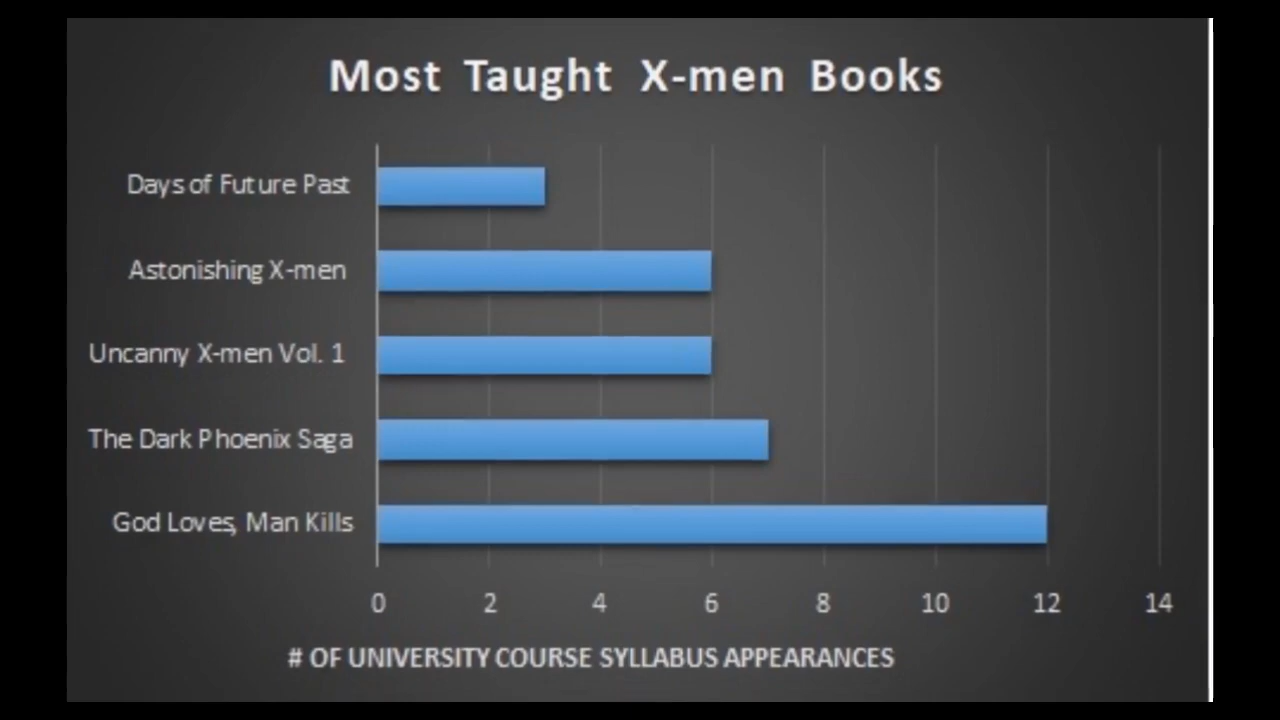 Most Taught X-men Books
Days of Future Past
Astonishing X-men
Uncanny X-men Vol. 1
The Dark Phoenix Saga
God Loves, Man Kills
0 2 4 6 8 10 12 14
# OF UNIVERSITY COURSE SYLLABUS APPEARANCES